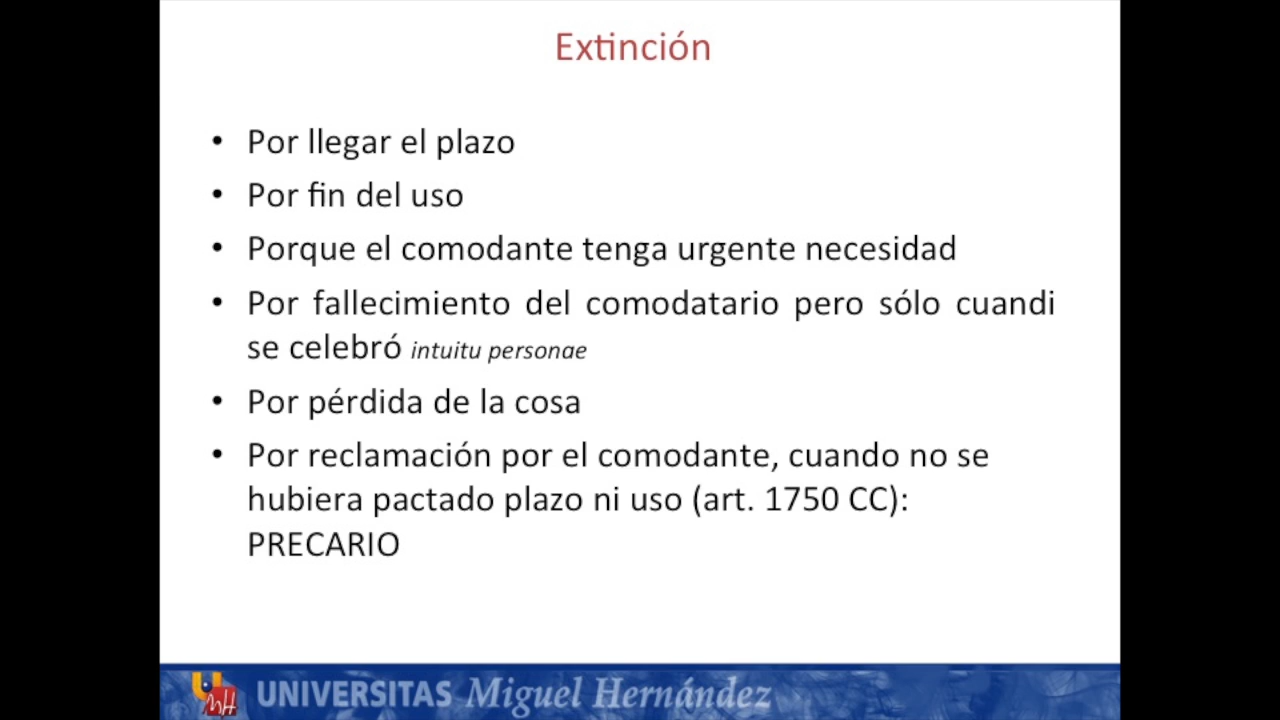 Extinción
• Por llegar el plazo
• Por fin del uso
• Porque el comodante tenga urgente necesidad
• Por fallecimiento del comodatario pero sólo cuandi
se celebró intuitu personae
• Por pérdida de la cosa
• Por reclamación por el comodante, cuando no se
hubiera pactado plazo ni uso (art. 1750 CC):
PRECARIO
UNIVERSITAS Miguel Hernández